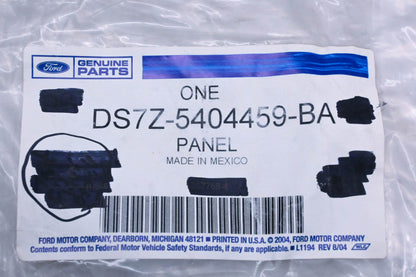 Ford GENUINE PARTS
ONE
DS7Z-5404459-BA
PANEL
MADE IN MEXICO
FORD MOTOR COMPANY, DEARBORN, MICHIGAN 48121 ■ PRINTED IN U.S.A. © 2004, FORD MOTOR COMPANY
Contents conform to Federal Motor Vehicle Safety Standards, if any are applicable. ■ L1194 REV 8/04